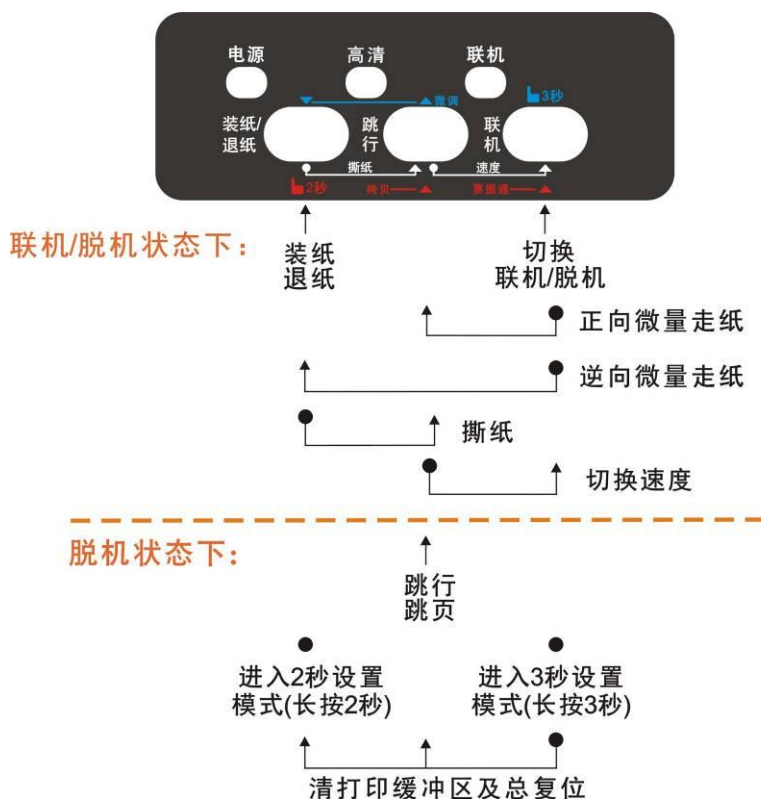 电源 高清 联机
微调 3秒
装纸/ 跳 联
退纸 行 机
撕纸 速度
2秒 拷贝 票据通
联机/脱机状态下：
装纸
退纸
切换
联机/脱机
正向微量走纸
逆向微量走纸
撕纸
切换速度
脱机状态下：
跳行
跳页
进入2秒设置
模式(长按2秒)
进入3秒设置
模式(长按3秒)
清打印缓冲区及总复位